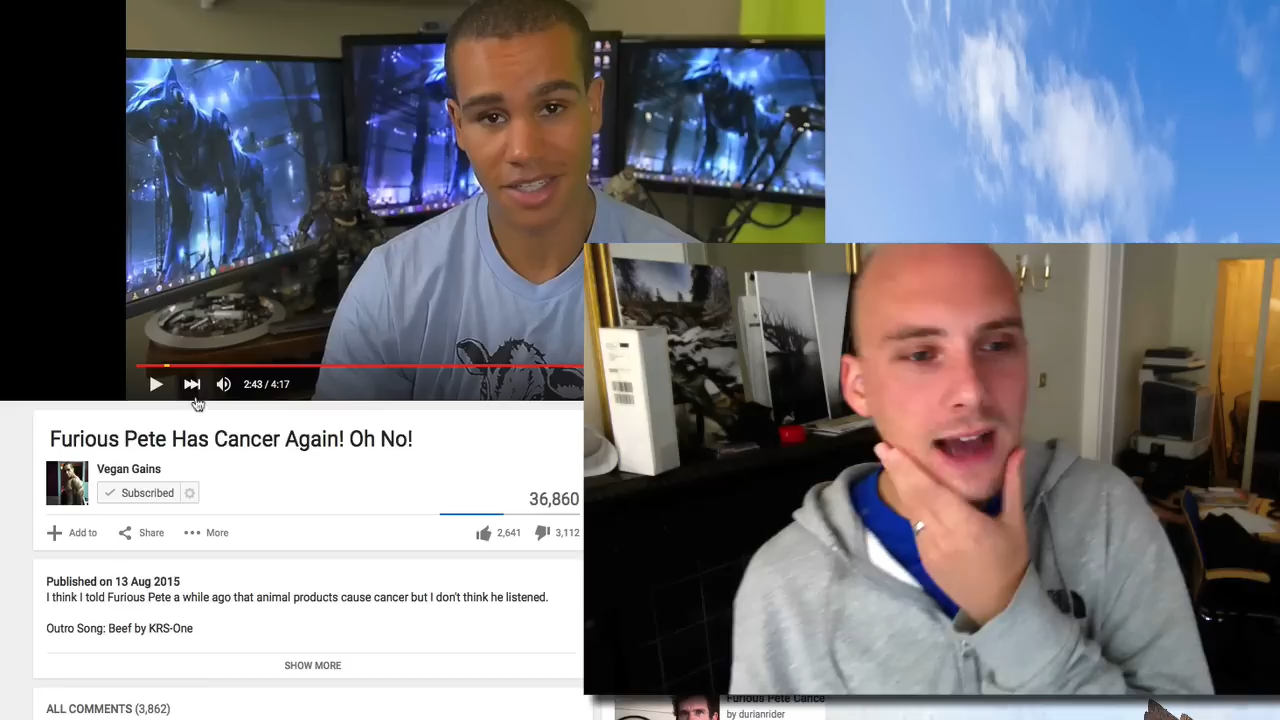 2:43 / 4:17
Furious Pete Has Cancer Again! Oh No!
Vegan Gains
Subscribed
36,860
Add to
Share
More
2,641
3,112
Published on 13 Aug 2015
I think I told Furious Pete a while ago that animal products cause cancer but I don't think he listened.
Outro Song: Beef by KRS-One
SHOW MORE
ALL COMMENTS (3,862)
Furious Pete Cance
by durianrider